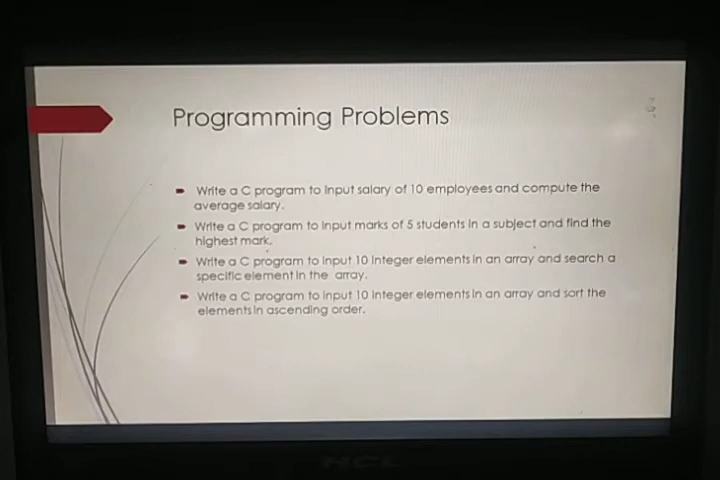 Programming Problems
Write a C program to input salary of 10 employees and compute the
average salary.
Write a C program to input marks of 5 students in a subject and find the
highest mark.
Write a C program to input 10 integer elements in an array and search a
specific element in the array.
Write a C program to input 10 integer elements in an array and sort the
elements in ascending order.
HCL